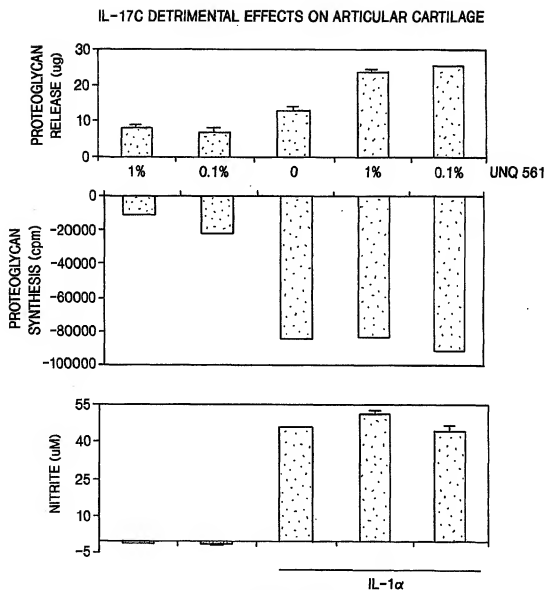 IL-17C DETRIMENTAL EFFECTS ON ARTICULAR CARTILAGE
PROTEOGLYCAN
RELEASE (ug)
30
20
10
0
1% 0.1% 0 1% 0.1% UNQ 561
PROTEOGLYCAN
SYNTHESIS (cpm)
0
-20000
-40000
-60000
-80000
-100000
NITRITE (uM)
55
40
25
10
-5
IL-1α